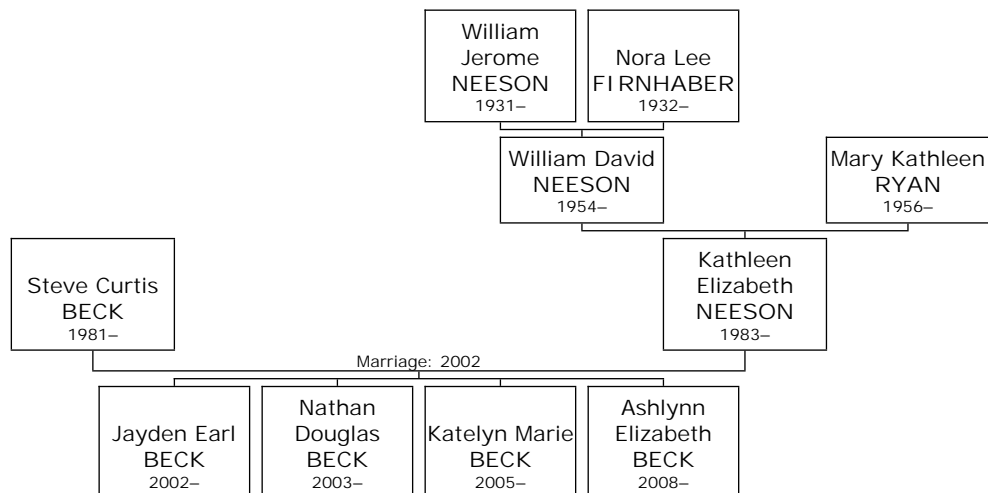 William
Jerome
NEESON
1931–
Nora Lee
FIRNHABER
1932–
William David
NEESON
1954–
Mary Kathleen
RYAN
1956–
Steve Curtis
BECK
1981–
Kathleen
Elizabeth
NEESON
1983–
Marriage: 2002
Jayden Earl
BECK
2002–
Nathan
Douglas
BECK
2003–
Katelyn Marie
BECK
2005–
Ashlynn
Elizabeth
BECK
2008–